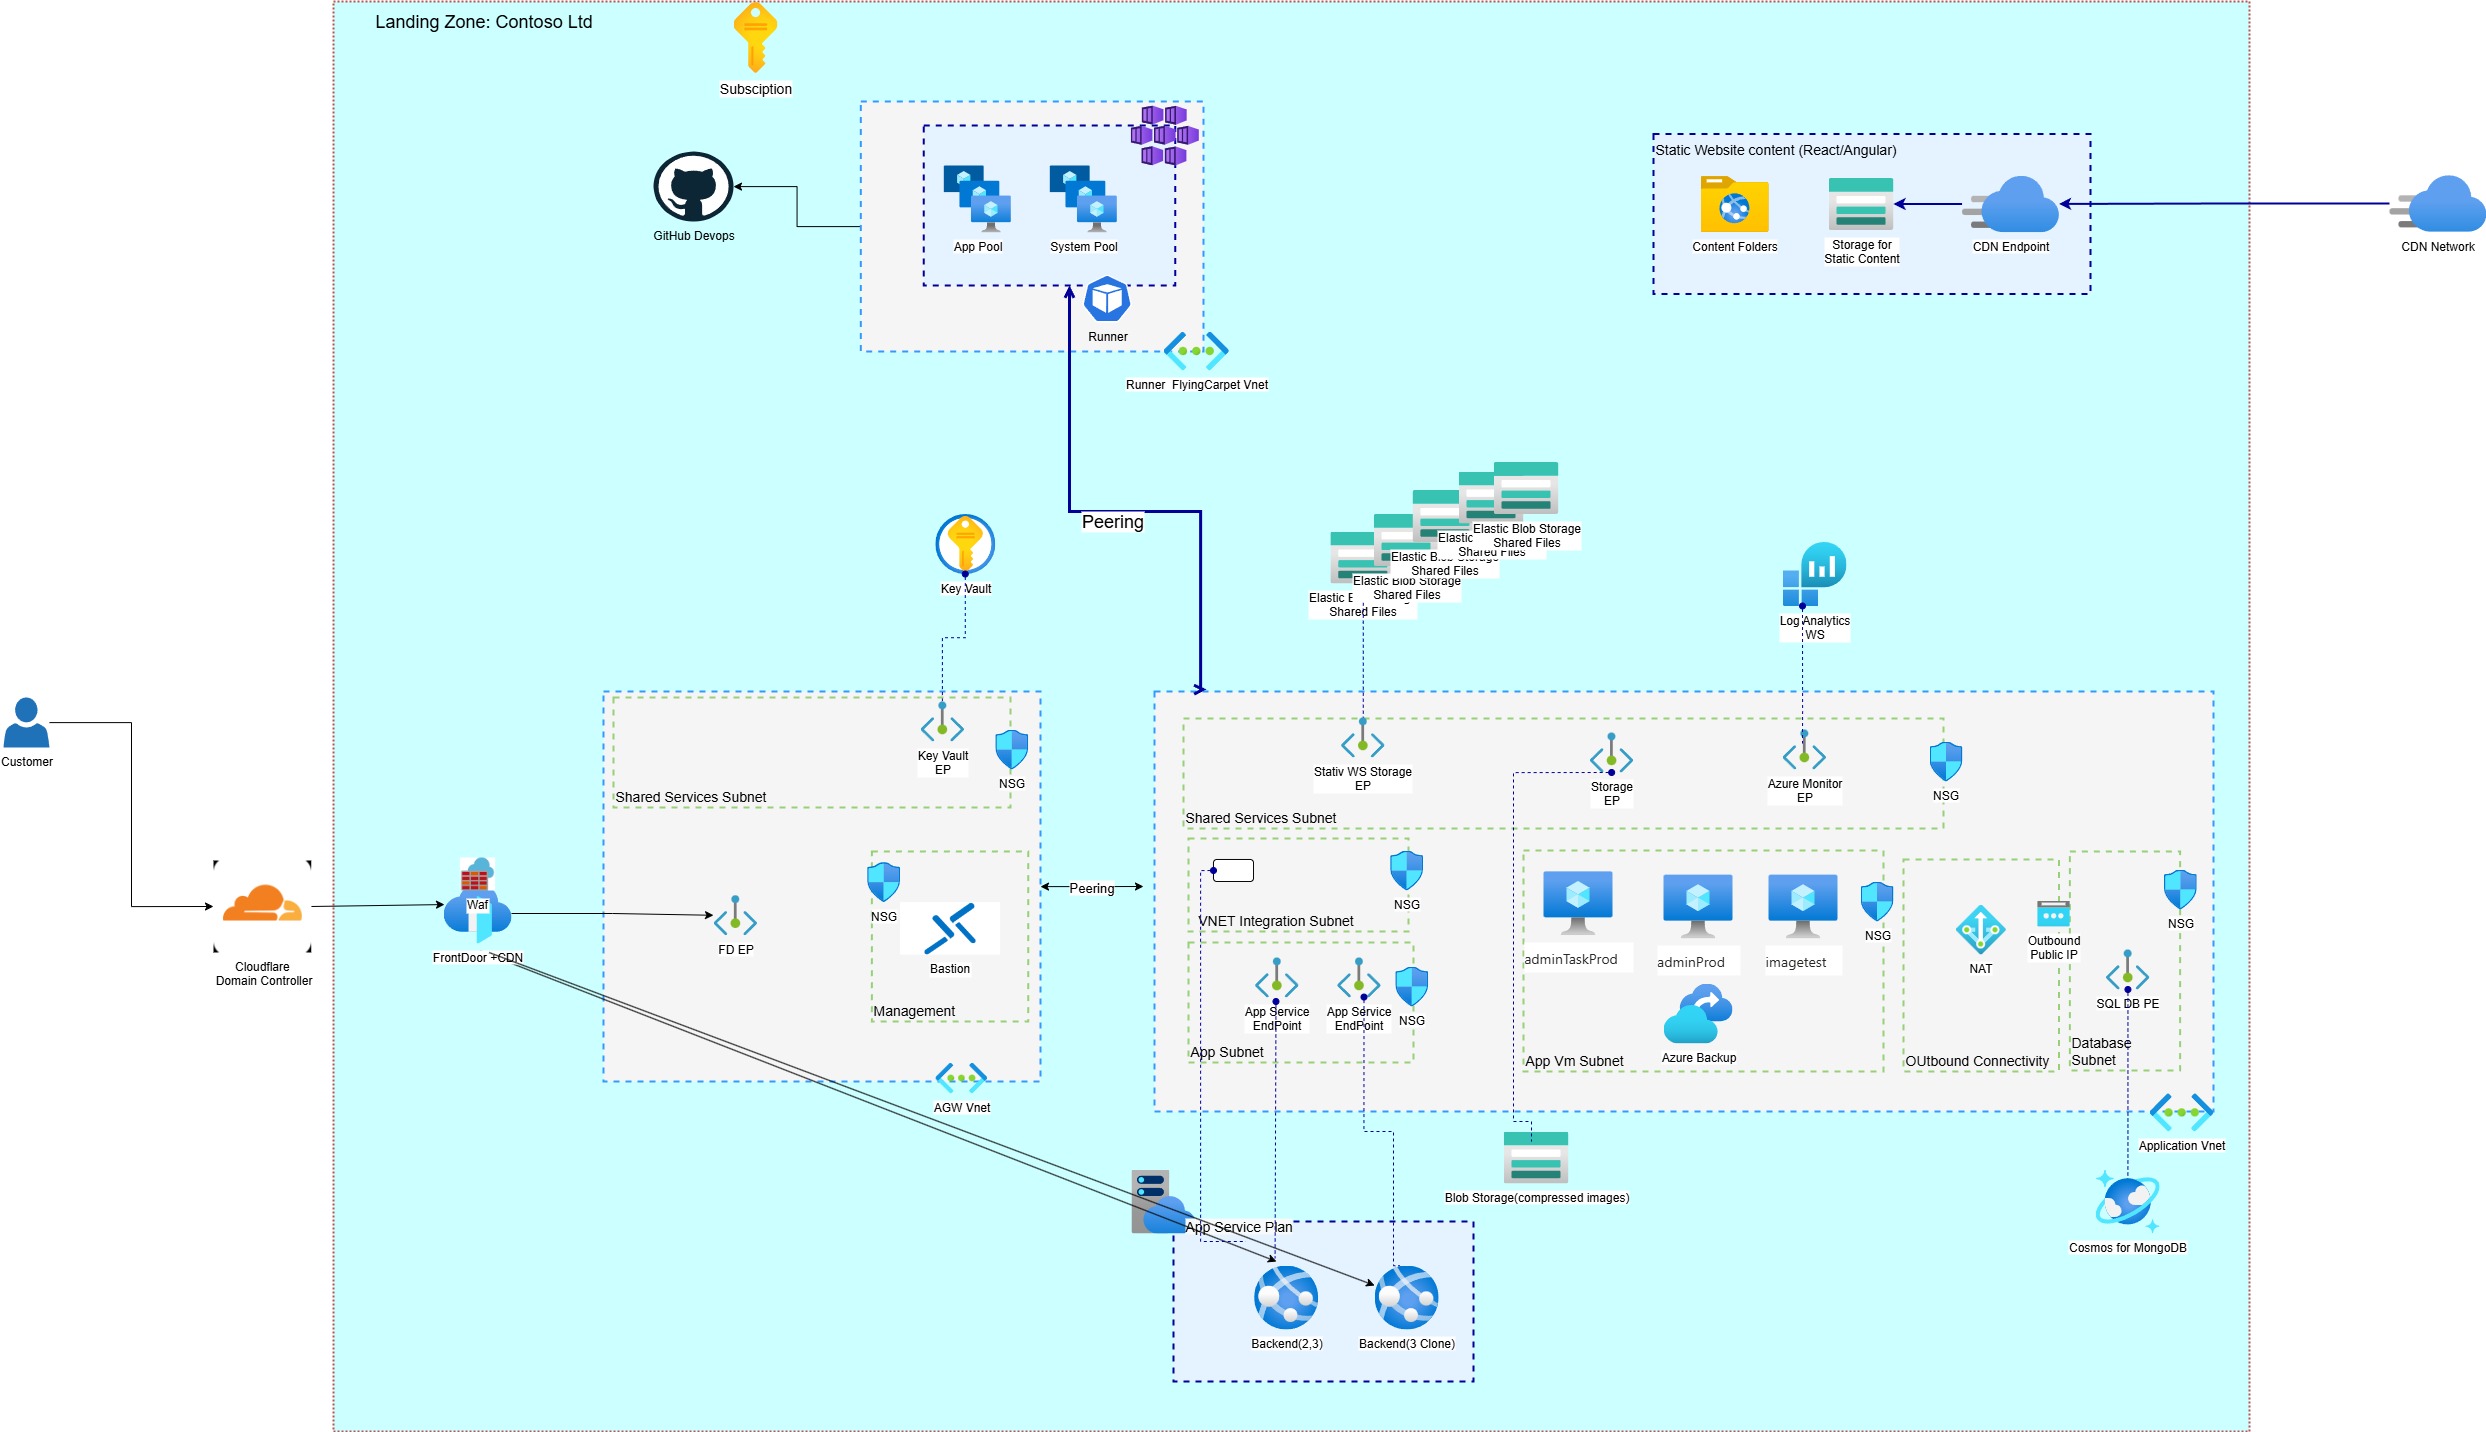 Landing Zone: Contoso Ltd
Subsciption
GitHub Devops
App Pool
System Pool
Runner
Runner  FlyingCarpet Vnet
Static Website content (React/Angular)
Content Folders
Storage for
Static Content
CDN Endpoint
CDN Network
Peering
Key Vault
Elastic Blob Storage
Shared Files
Elastic
Shared Files
Elastic Blob Storage
Shared Files
Elastic Blob Storage
Shared Files
Elastic
Shared Files
Log Analytics
WS
Customer
Cloudflare
Domain Controller
Waf
FrontDoor +CDN
Key Vault
EP
NSG
Shared Services Subnet
FD EP
NSG
Bastion
Management
AGW Vnet
Peering
Stativ WS Storage
EP
Storage
EP
Azure Monitor
EP
NSG
Shared Services Subnet
NSG
VNET Integration Subnet
App Service
EndPoint
App Service
EndPoint
NSG
App Subnet
adminTaskProd
adminProd
imagetest
NSG
Azure Backup
App Vm Subnet
NAT
Outbound
Public IP
OUtbound Connectivity
NSG
SQL DB PE
Database
Subnet
Application Vnet
Blob Storage(compressed images)
Cosmos for MongoDB
App Service Plan
Backend(2,3)
Backend(3 Clone)